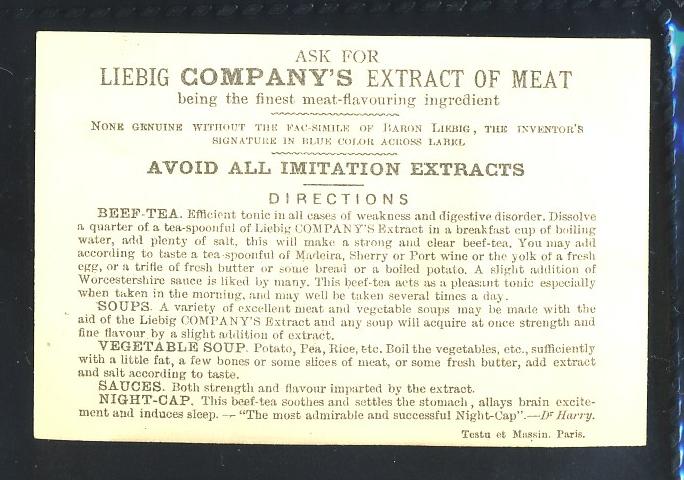 ASK FOR
LIEBIG COMPANY'S EXTRACT OF MEAT
being the finest meat-flavouring ingredient
NONE GENUINE WITHOUT THE FAC-SIMILE OF BARON LIEBIG, THE INVENTOR'S
SIGNATURE IN BLUE COLOR ACROSS LABEL
AVOID ALL IMITATION EXTRACTS
DIRECTIONS
BEEF-TEA. Efficient tonic in all cases of weakness and digestive disorder. Dissolve
a quarter of a tea-spoonful of Liebig COMPANY'S Extract in a breakfast cup of boiling
water, add plenty of salt, this will make a strong and clear beef-tea. You may add
according to taste a tea-spoonful of Madeira, Sherry or Port wine or the yolk of a fresh
egg, or a trifle of fresh butter or some bread or a boiled potato. A slight addition of
Worcestershire sauce is liked by many. This beef-tea acts as a pleasant tonic especially
when taken in the morning, and may well be taken several times a day.
SOUPS. A variety of excellent meat and vegetable soups may be made with the
aid of the Liebig COMPANY'S Extract and any soup will acquire at once strength and
fine flavour by a slight addition of extract.
VEGETABLE SOUP. Potato, Pea, Rice, etc. Boil the vegetables, etc., sufficiently
with a little fat, a few bones or some slices of meat, or some fresh butter, add extract
and salt according to taste.
SAUCES. Both strength and flavour imparted by the extract.
NIGHT-CAP. This beef-tea soothes and settles the stomach, allays brain excite-
ment and induces sleep. — "The most admirable and successful Night-Cap".—Dr Harry.
Testu et Massin. Paris.